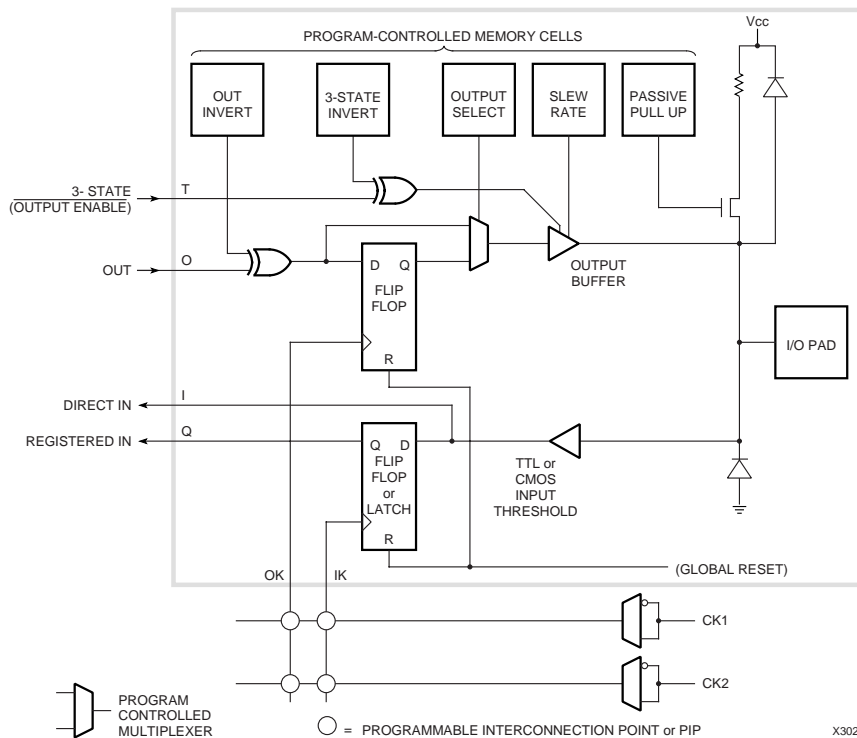 Vcc
PROGRAM-CONTROLLED MEMORY CELLS
OUT
INVERT
3-STATE
INVERT
OUTPUT
SELECT
SLEW
RATE
PASSIVE
PULL UP
3- STATE
(OUTPUT ENABLE)
T
OUT
O
D
Q
FLIP
FLOP
R
OUTPUT
BUFFER
I/O PAD
DIRECT IN
I
REGISTERED IN
Q
Q
D
FLIP
FLOP
or
LATCH
R
TTL or
CMOS
INPUT
THRESHOLD
OK
IK
(GLOBAL RESET)
CK1
CK2
PROGRAM
CONTROLLED
MULTIPLEXER
= PROGRAMMABLE INTERCONNECTION POINT or PIP
X302